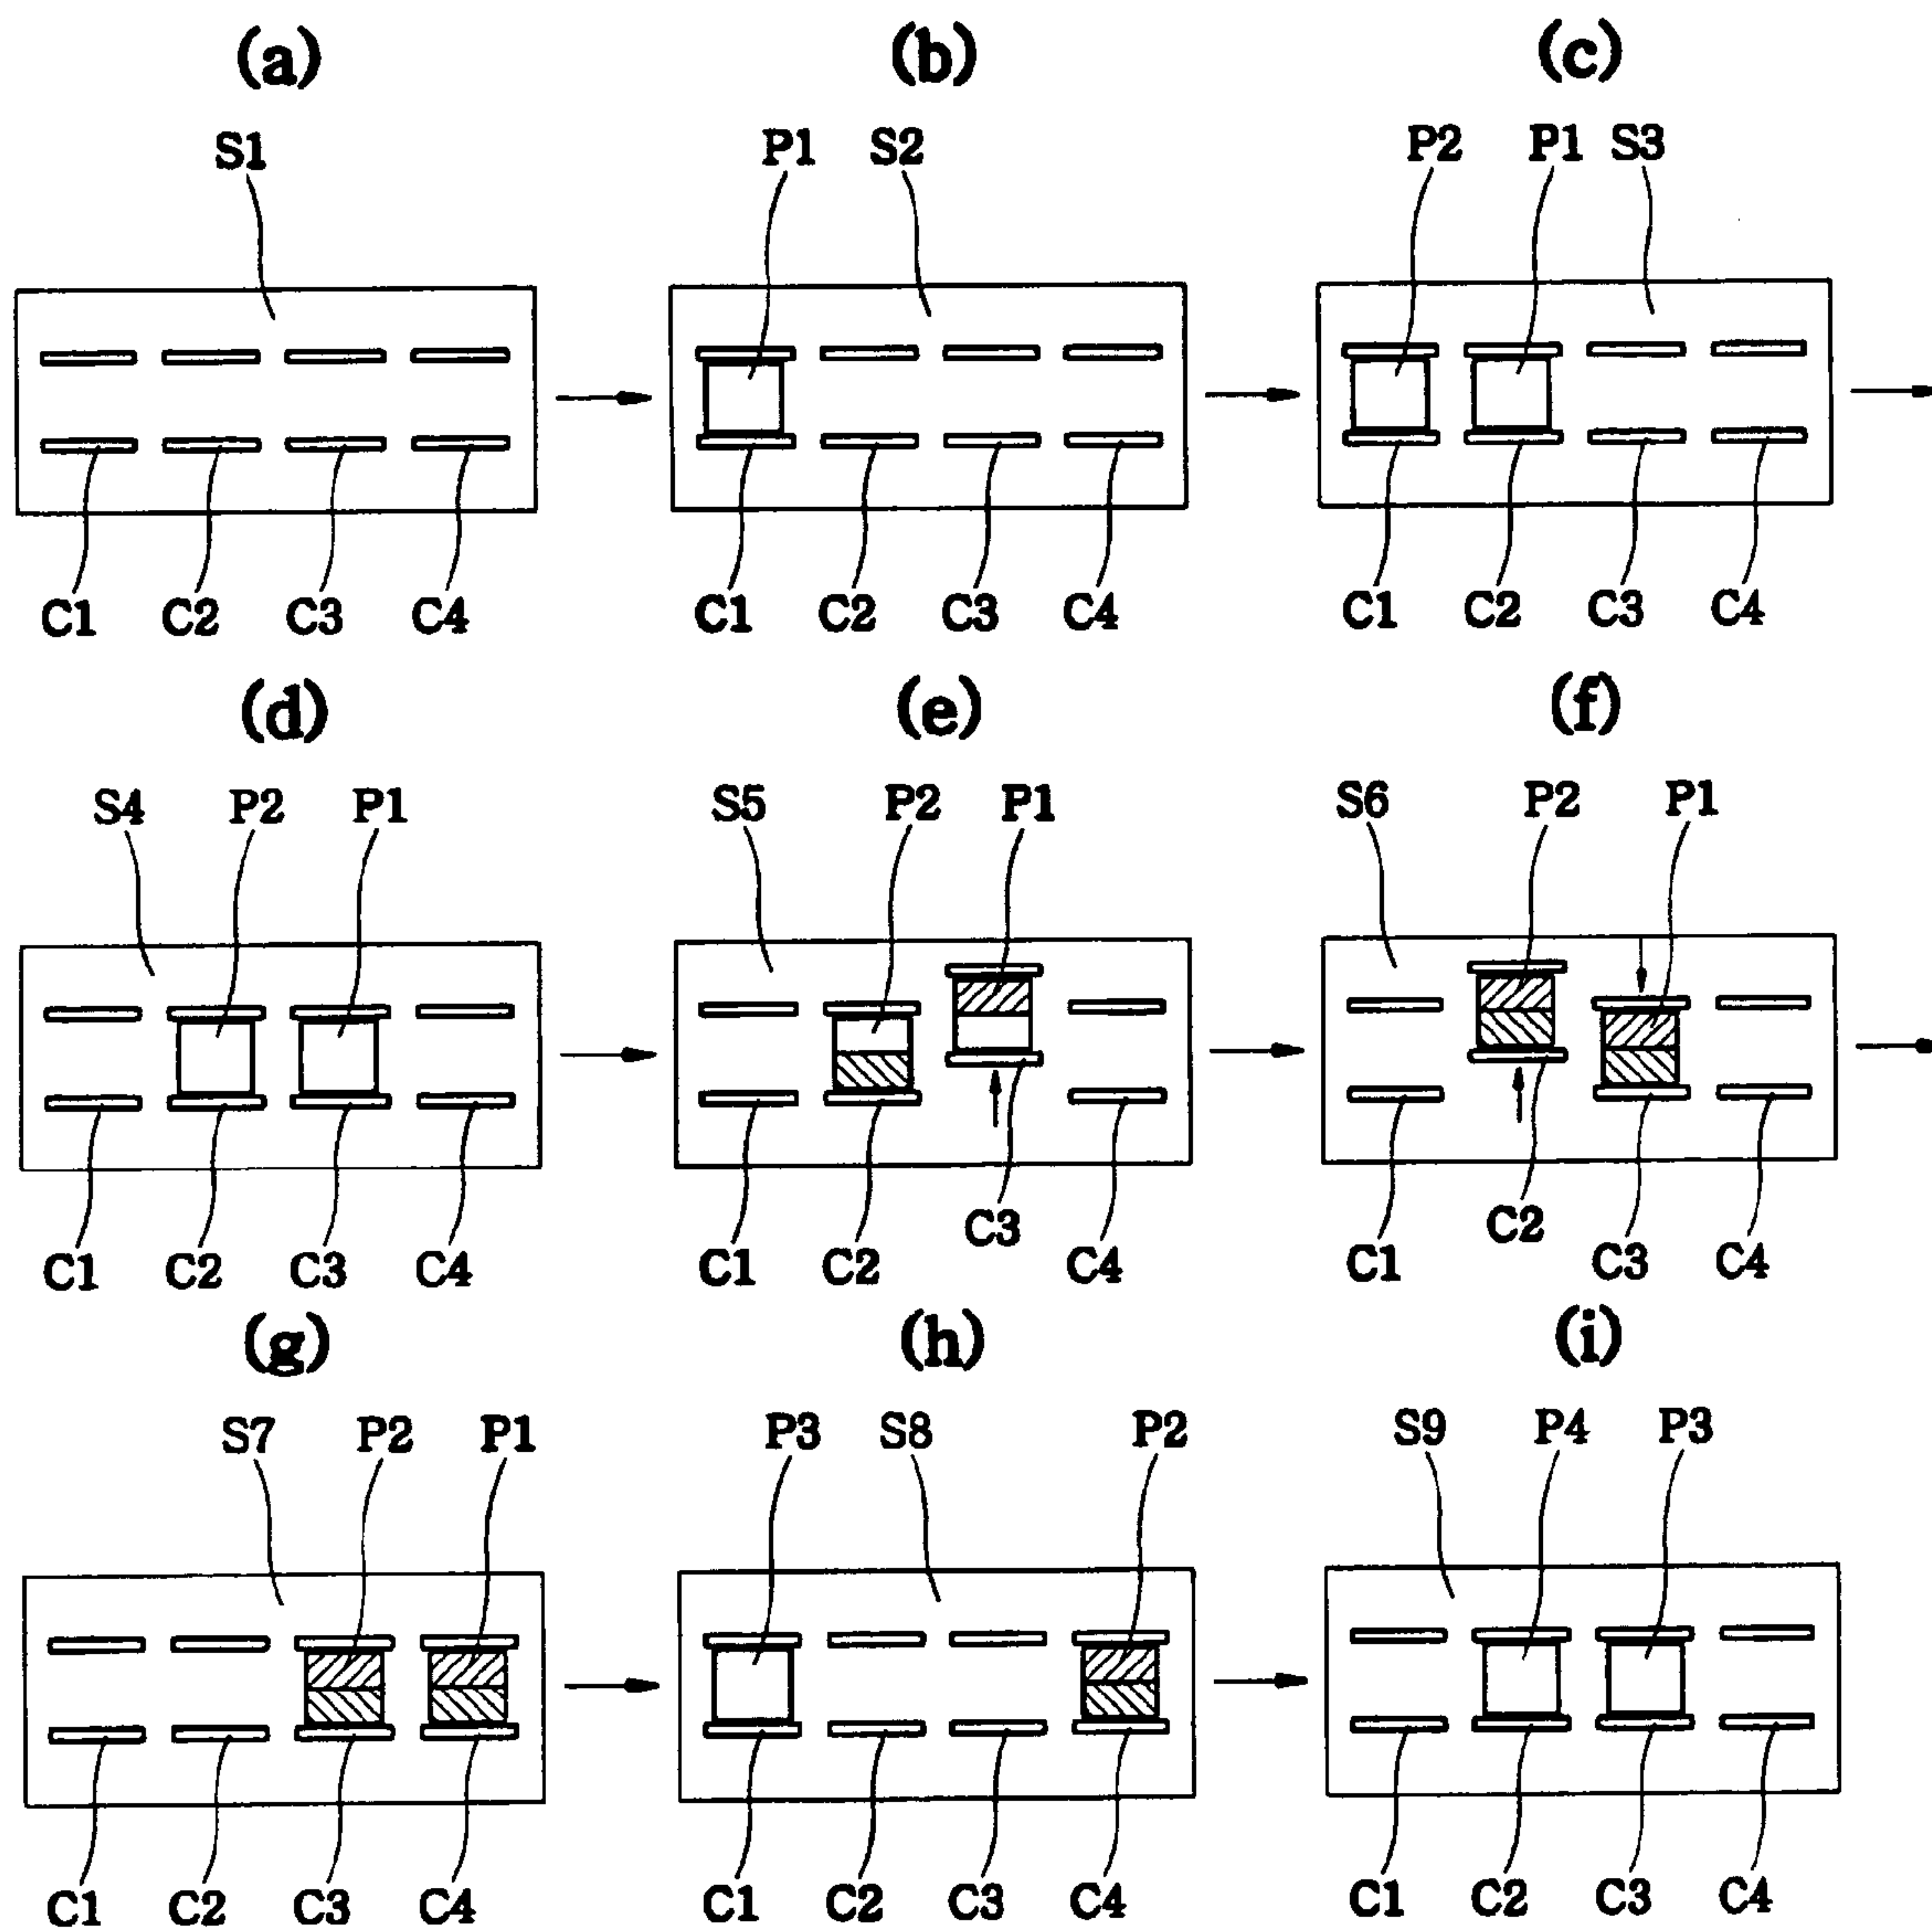 (a) (b) (c)
S1 P1 S2 P2 P1 S3
C1 C2 C3 C4 C1 C2 C3 C4 C1 C2 C3 C4
(d) (e) (f)
S4 P2 P1 S5 P2 P1 S6 P2 P1
C1 C2 C3 C4 C1 C2 C3 C4 C1 C2 C3 C4
(g) (h) (i)
S7 P2 P1 P3 S8 P2 S9 P4 P3
C1 C2 C3 C4 C1 C2 C3 C4 C1 C2 C3 C4